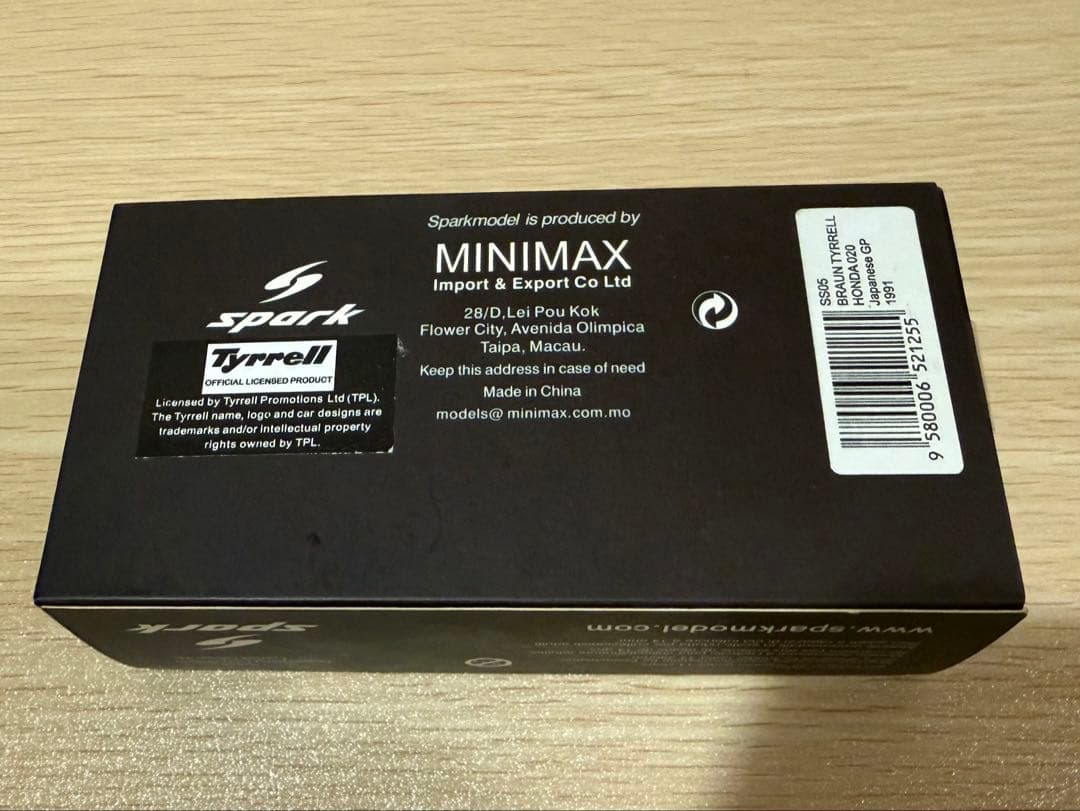 Sparkmodel is produced by
MINIMAX
Import & Export Co Ltd
28/D,Lei Pou Kok
Flower City, Avenida Olimpica
Taipa, Macau.
Keep this address in case of need
Made in China
models@minimax.com.mo
spark
Tyrrell
OFFICIAL LICENSED PRODUCT
Licensed by Tyrrell Promotions Ltd (TPL).
The Tyrrell name, logo and car designs are
trademarks and/or intellectual property
rights owned by TPL.
SS05
BRAUN TYRRELL
HONDA 020
Japanese GP
1991
9 580006 521255
spark
www.sparkmodel.com